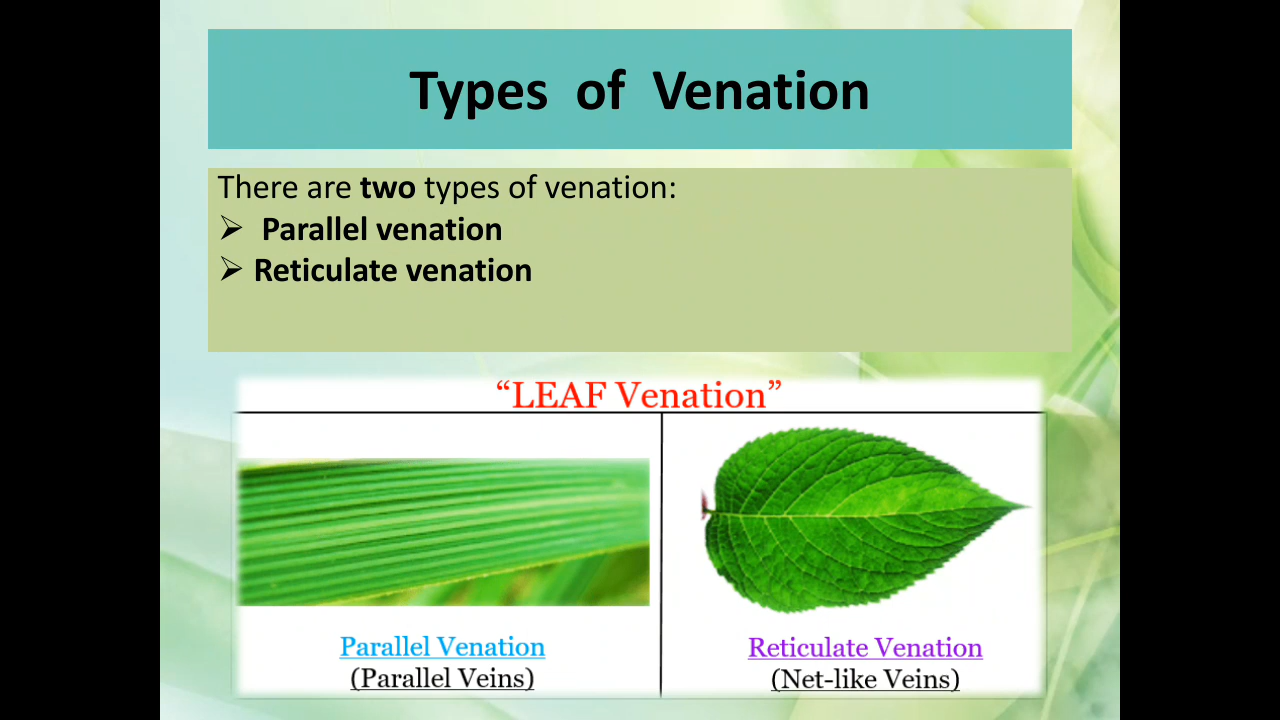 Types of Venation
There are two types of venation:
➢ Parallel venation
➢ Reticulate venation
“LEAF Venation”
Parallel Venation
(Parallel Veins)
Reticulate Venation
(Net-like Veins)